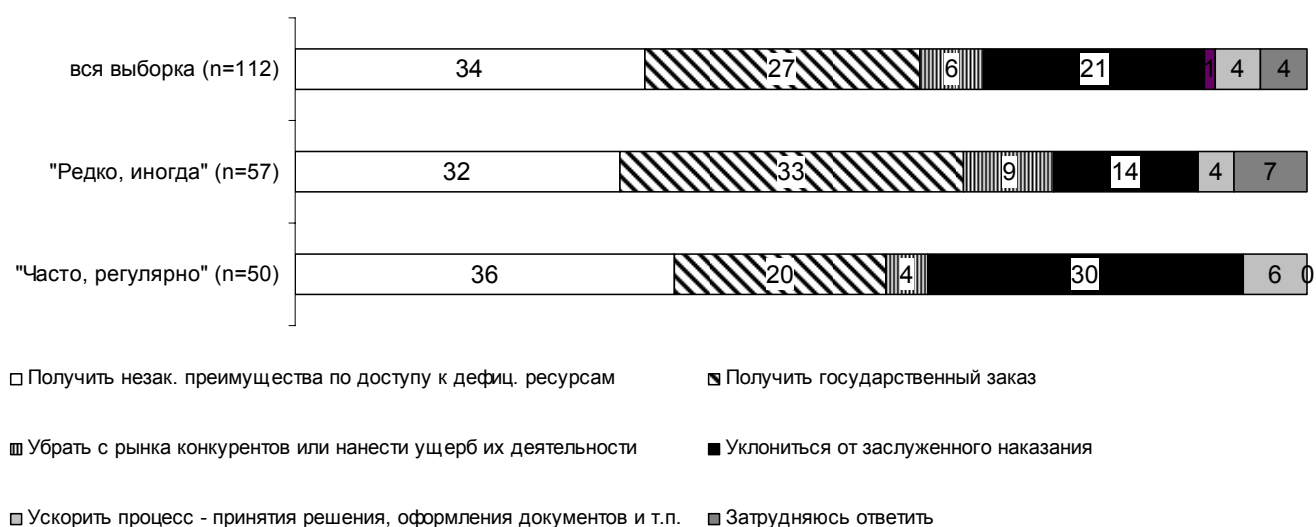 вся выборка (n=112) 34 27 6 21 1 4 4
"Редко, иногда" (n=57) 32 33 9 14 4 7
"Часто, регулярно" (n=50) 36 20 4 30 6 0
Получить незак. преимущества по доступу к дефиц. ресурсам Получить государственный заказ
Убрать с рынка конкурентов или нанести ущерб их деятельности Уклониться от заслуженного наказания
Ускорить процесс - принятия решения, оформления документов и т.п. Затрудняюсь ответить